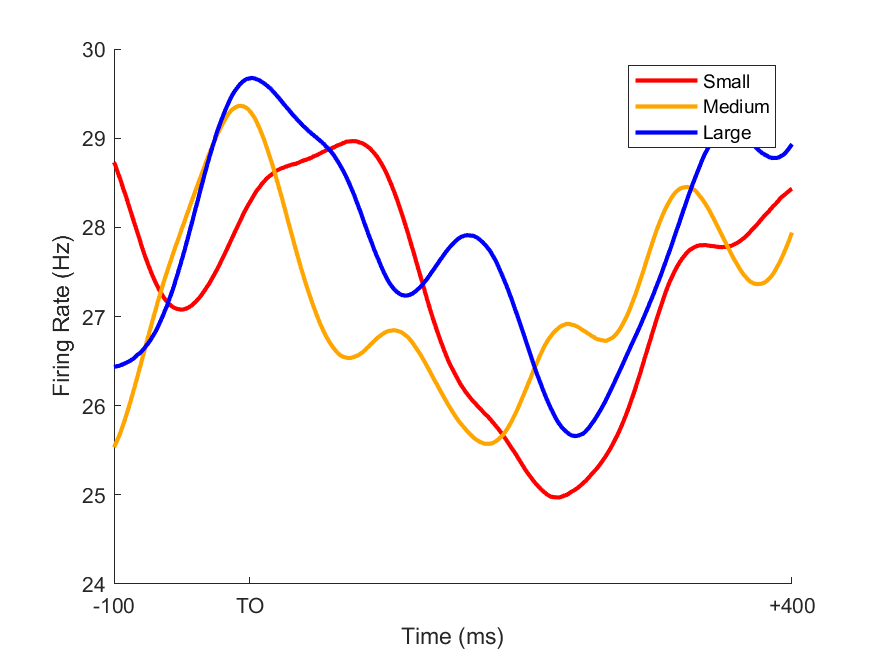 30
29
28
27
26
25
24
Firing Rate (Hz)
Small
Medium
Large
-100 TO +400
Time (ms)